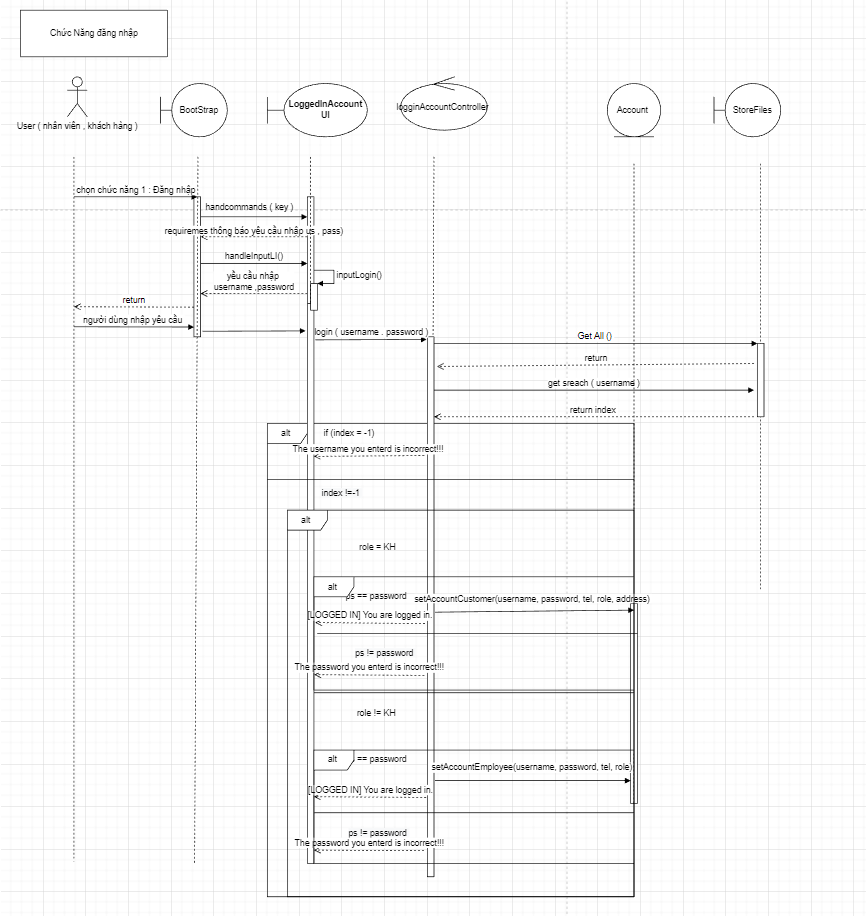 Chức Năng đăng nhập
User ( nhân viên , khách hàng )
BootStrap
LoggedInAccount
UI
logginAccountController
Account
StoreFiles
chọn chức năng 1 : Đăng nhập
handcommands ( key )
requiremes thông báo yêu cầu nhập us , pass)
handleInputLI()
inputLogin()
yều cầu nhập
username ,password
return
người dùng nhập yêu cầu
login ( username . password )
Get All ()
return
get sreach ( username )
return index
alt
if (index = -1)
The username you enterd is incorrect!!!
index !=-1
alt
role = KH
alt
ps == password
setAccountCustomer(username, password, tel, role, address)
[LOGGED IN] You are logged in.
ps != password
The password you enterd is incorrect!!!
role != KH
alt
== password
setAccountEmployee(username, password, tel, role)
[LOGGED IN] You are logged in.
ps != password
The password you enterd is incorrect!!!